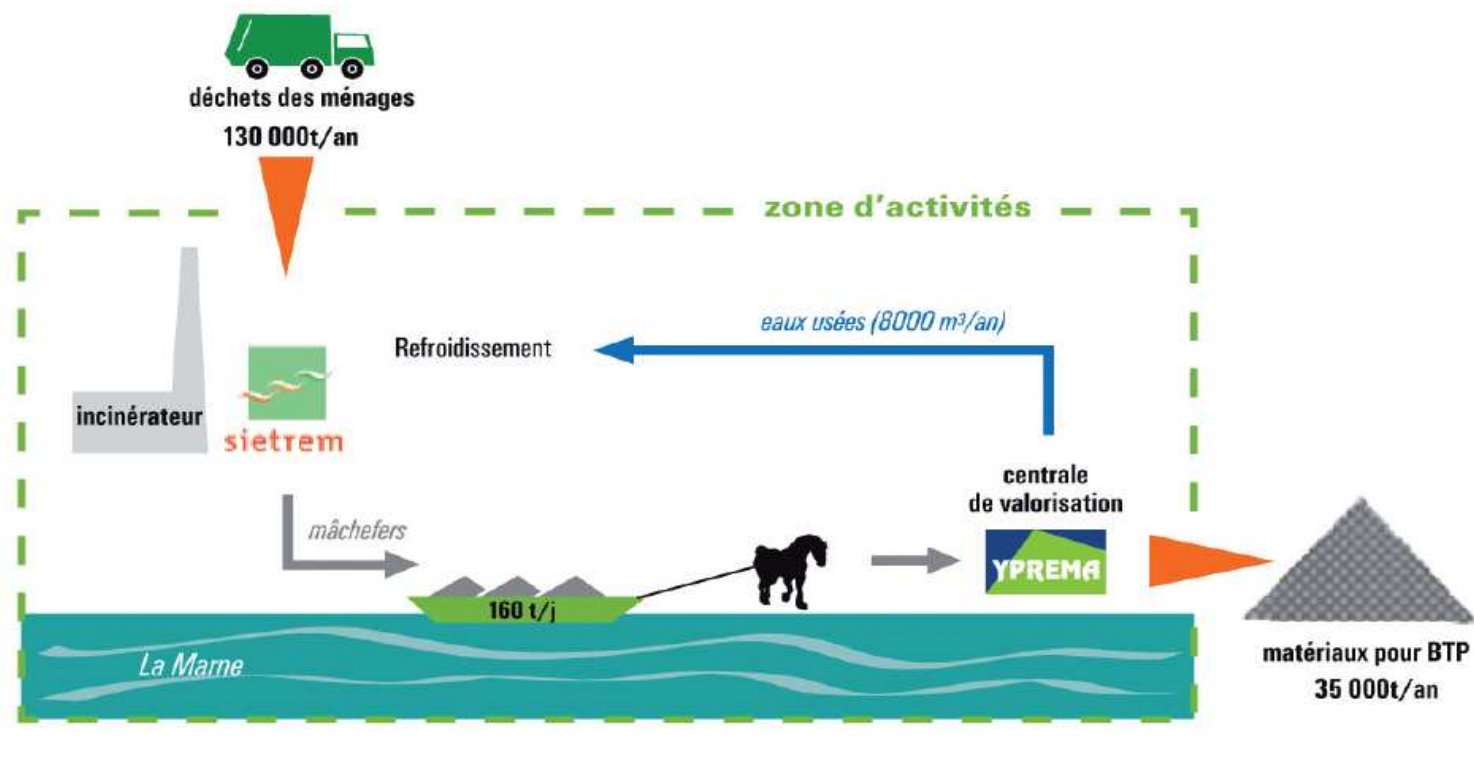 déchets des ménages
130 000t/an
zone d'activités
eaux usées (8000 m³/an)
Refroidissement
incinérateur
sietrem
centrale
de valorisation
mâchefers
YPREMA
160 t/j
La Marne
matériaux pour BTP
35 000t/an